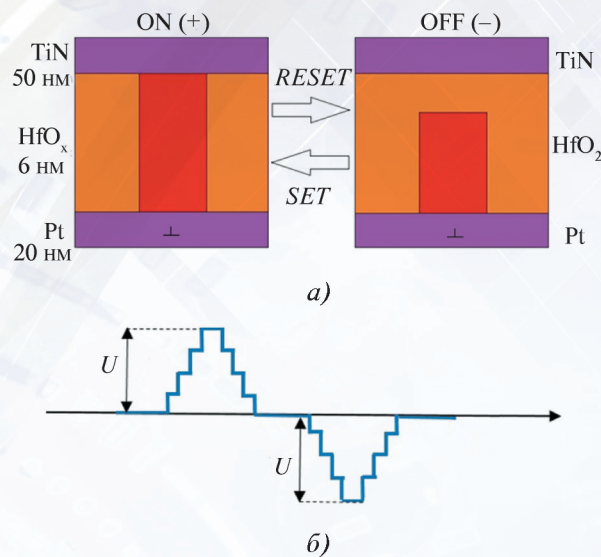 ON (+)
OFF (–)
TiN
50 нм
RESET
TiN
HfOₓ
6 нм
HfO₂
SET
Pt
20 нм
⊥
⊥
Pt
а)
U
U
б)